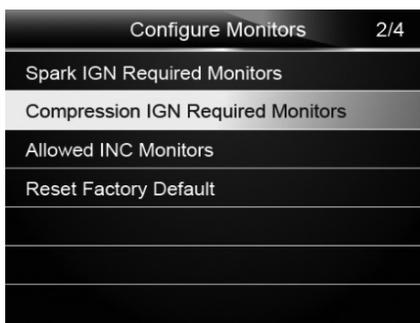 Configure Monitors 2/4
Spark IGN Required Monitors
Compression IGN Required Monitors
Allowed INC Monitors
Reset Factory Default